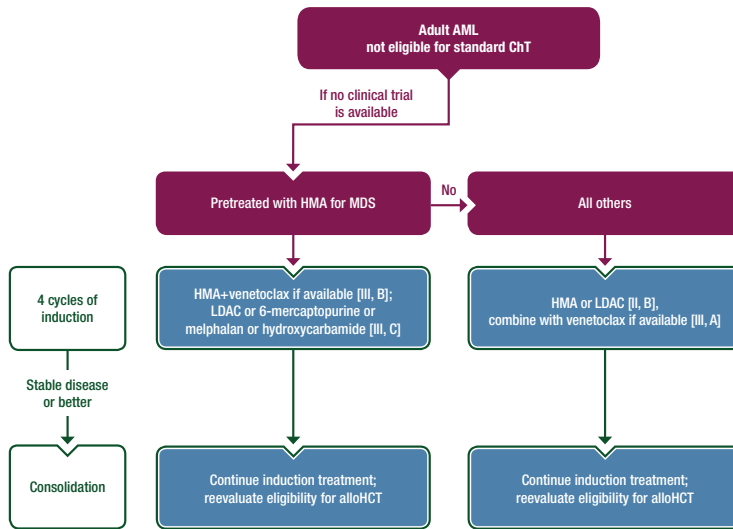 Adult AML
not eligible for standard ChT
If no clinical trial
is available
Pretreated with HMA for MDS
No
All others
4 cycles of
induction
HMA+venetoclax if available [III, B];
LDAC or 6-mercaptopurine or
melphalan or hydroxycarbamide [III, C]
HMA or LDAC [II, B],
combine with venetoclax if available [III, A]
Stable disease
or better
Consolidation
Continue induction treatment;
reevaluate eligibility for alloHCT
Continue induction treatment;
reevaluate eligibility for alloHCT